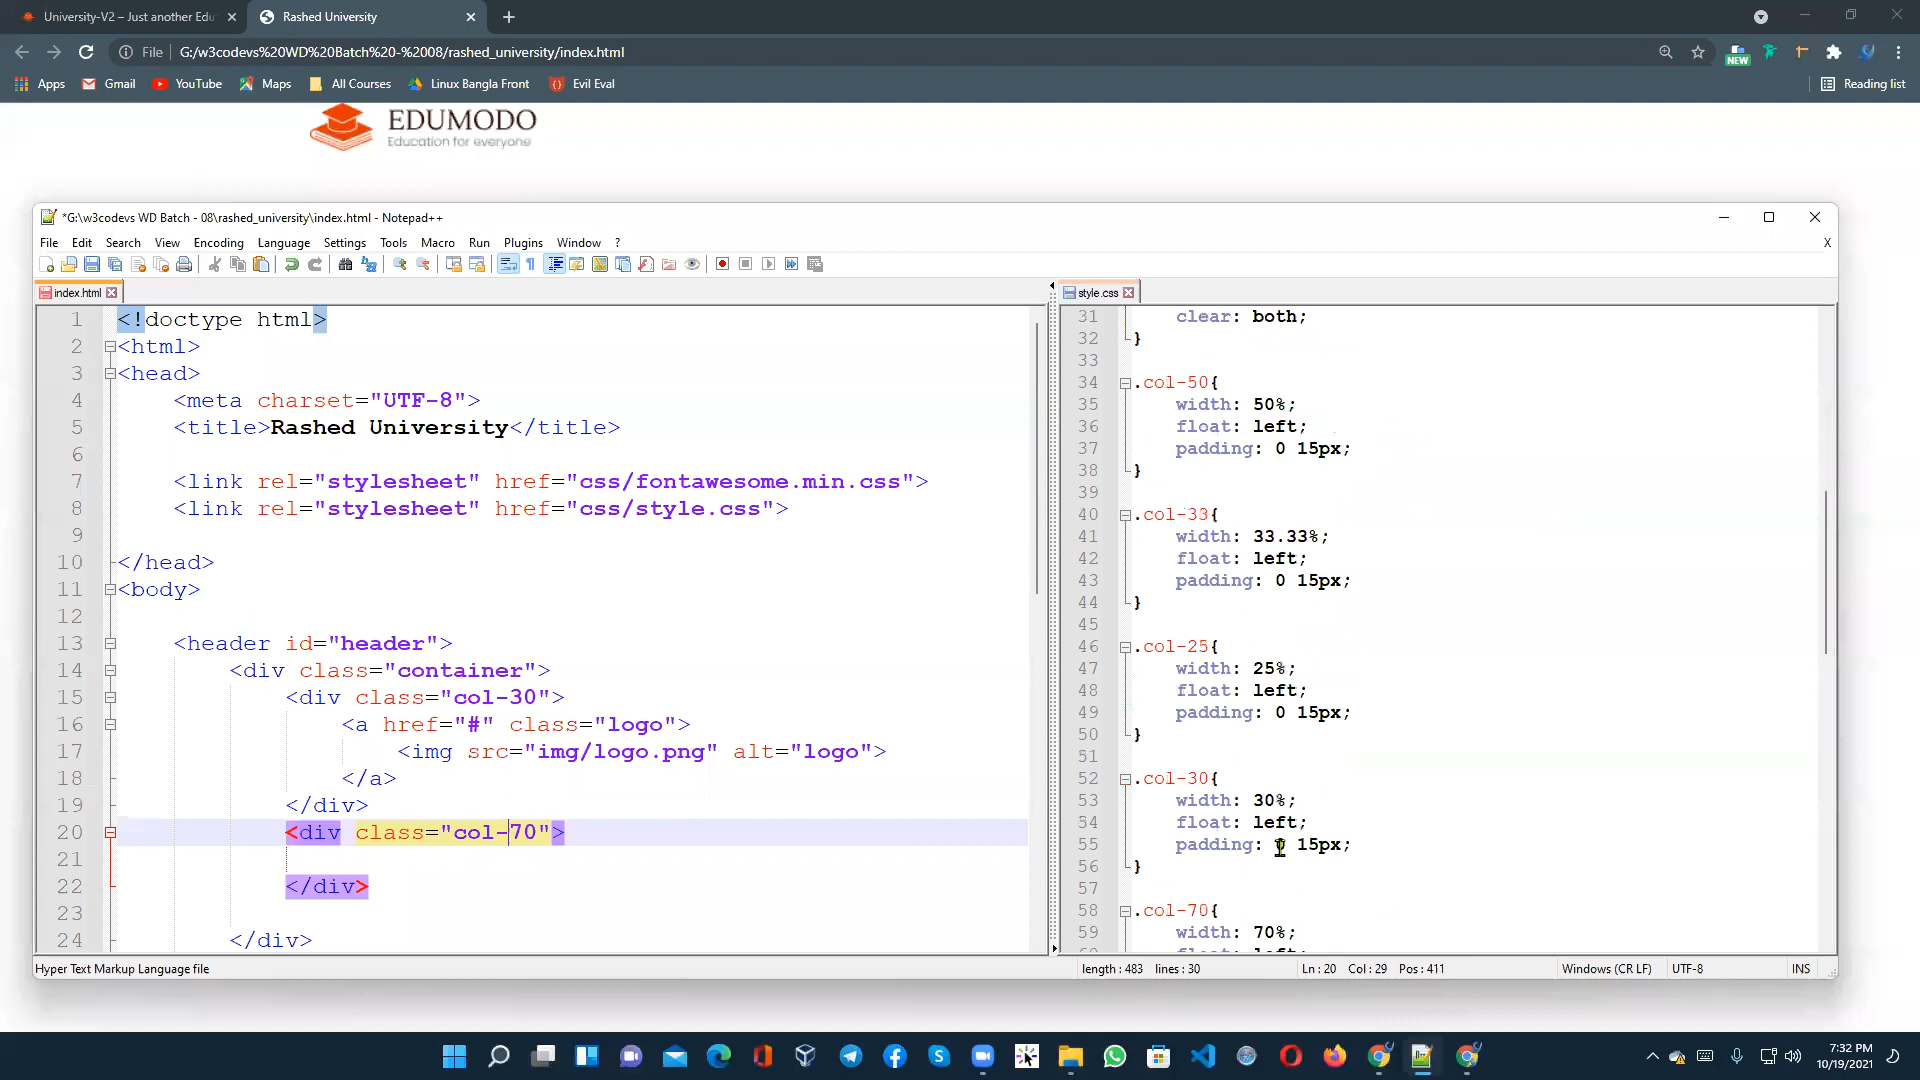 University-V2 – Just another Edu
Rashed University
File
G:/w3codevs%20WD%20Batch%20-%2008/rashed_university/index.html
NEW
Apps
Gmail
YouTube
Maps
All Courses
Linux Bangla Front
Evil Eval
Reading list
EDUMODO
Education for everyone
*G:\w3codevs WD Batch - 08\rashed_university\index.html - Notepad++
File Edit Search View Encoding Language Settings Tools Macro Run Plugins Window ? X
index.html
1 <!doctype html>
2 <html>
3 <head>
4 <meta charset="UTF-8">
5 <title>Rashed University</title>
6
7 <link rel="stylesheet" href="css/fontawesome.min.css">
8 <link rel="stylesheet" href="css/style.css">
9
10 </head>
11 <body>
12
13 <header id="header">
14 <div class="container">
15 <div class="col-30">
16 <a href="#" class="logo">
17 <img src="img/logo.png" alt="logo">
18 </a>
19 </div>
20 <div class="col-70">
21
22 </div>
23
24 </div>
style.css
31 clear: both;
32 }
33
34 .col-50{
35 width: 50%;
36 float: left;
37 padding: 0 15px;
38 }
39
40 .col-33{
41 width: 33.33%;
42 float: left;
43 padding: 0 15px;
44 }
45
46 .col-25{
47 width: 25%;
48 float: left;
49 padding: 0 15px;
50 }
51
52 .col-30{
53 width: 30%;
54 float: left;
55 padding: 0 15px;
56 }
57
58 .col-70{
59 width: 70%;
Hyper Text Markup Language file
length : 483 lines : 30
Ln : 20 Col : 29 Pos : 411
Windows (CR LF)
UTF-8
INS
7:32 PM
10/19/2021